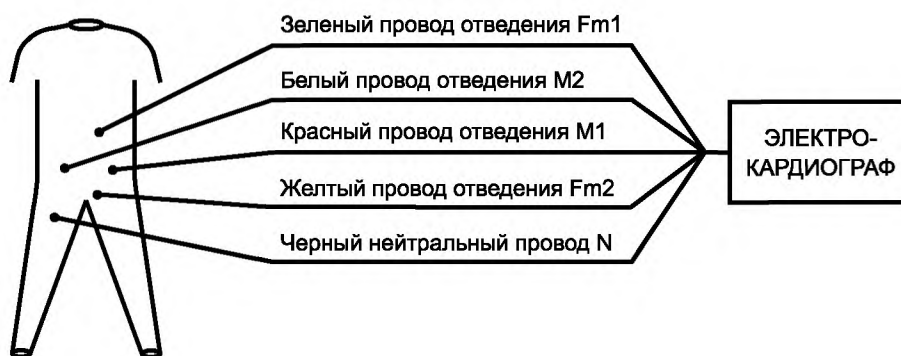 Зеленый провод отведения Fm1
Белый провод отведения M2
Красный провод отведения M1
Желтый провод отведения Fm2
Черный нейтральный провод N
ЭЛЕКТРО-
КАРДИОГРАФ